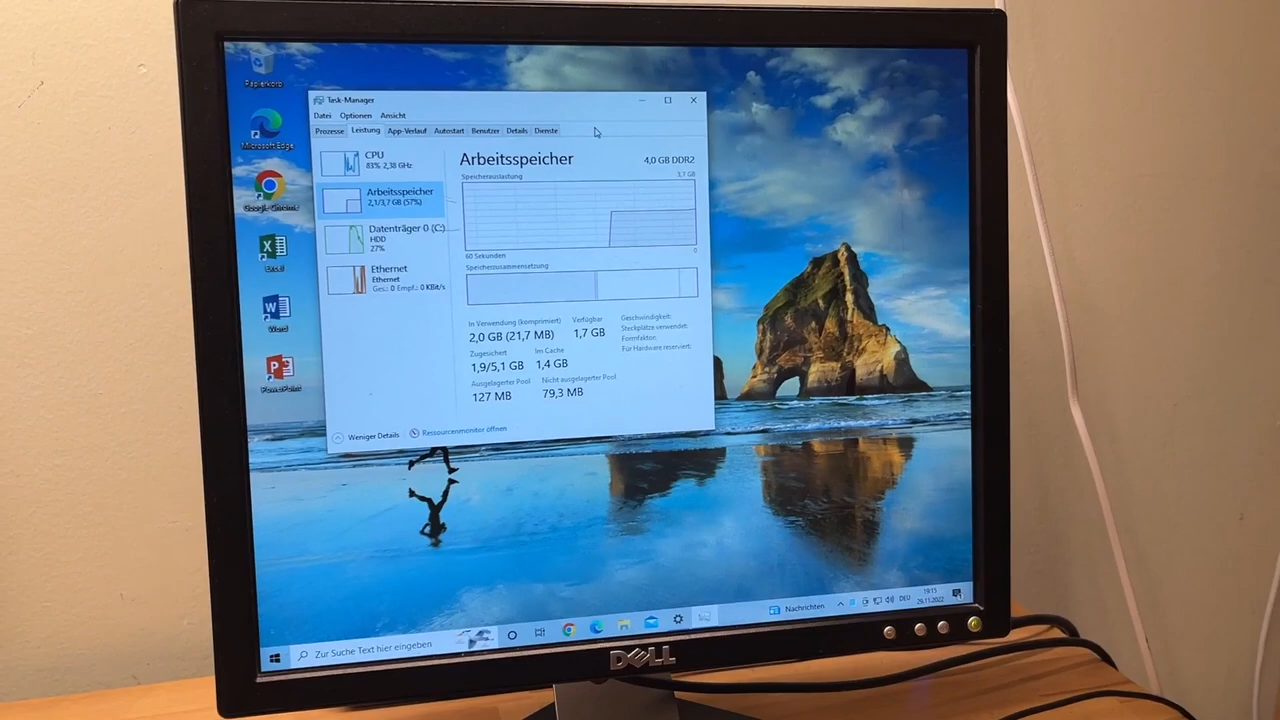 Papierkorb
Microsoft Edge
Google Chrome
Excel
Word
PowerPoint
Task-Manager
Datei Optionen Ansicht
Prozesse Leistung App-Verlauf Autostart Benutzer Details Dienste
CPU
83% 2,38 GHz
Arbeitsspeicher
2,1/3,7 GB (57%)
Datenträger 0 (C:)
HDD
27%
Ethernet
Ethernet
Ges.: 0 Empf.: 0 KBit/s
Arbeitsspeicher 4,0 GB DDR2
Speicherauslastung 3,7 GB
60 Sekunden 0
Speicherzusammensetzung
In Verwendung (komprimiert) Verfügbar
2,0 GB (21,7 MB) 1,7 GB
Zugesichert Im Cache
1,9/5,1 GB 1,4 GB
Ausgelagerter Pool Nicht ausgelagerter Pool
127 MB 79,3 MB
Geschwindigkeit:
Steckplätze verwendet:
Formfaktor:
Für Hardware reserviert:
Weniger Details Ressourcenmonitor öffnen
Zur Suche Text hier eingeben
Nachrichten
DEU
19:15
29.11.2022
DELL